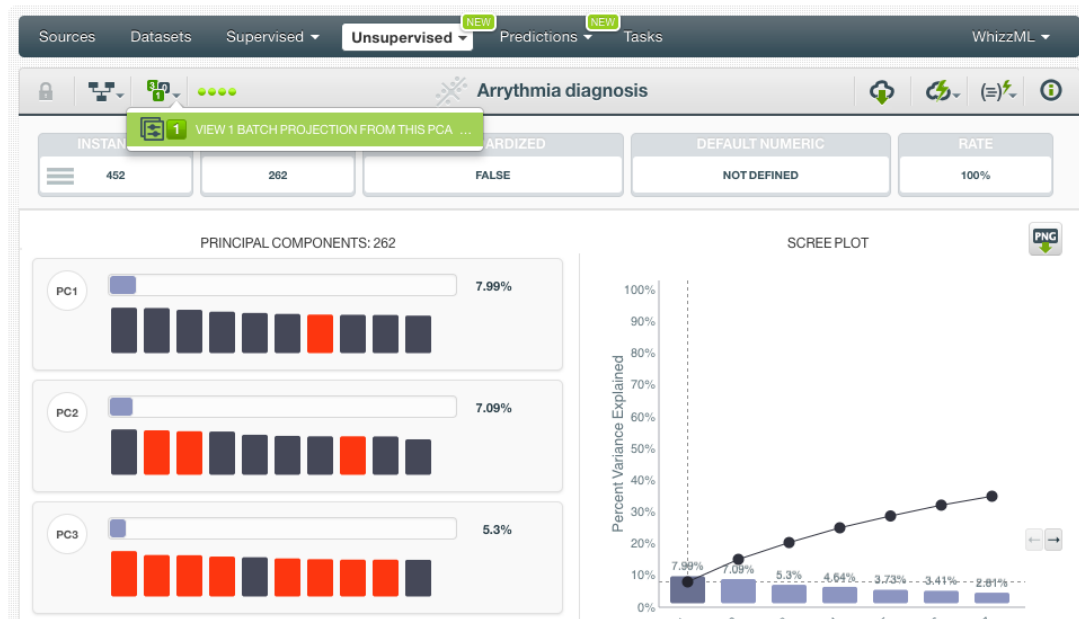 NEW NEW
Sources Datasets Supervised Unsupervised Predictions Tasks WhizzML
Arrythmia diagnosis
1 VIEW 1 BATCH PROJECTION FROM THIS PCA ...
INSTAN ARDIZED DEFAULT NUMERIC RATE
452 262 FALSE NOT DEFINED 100%
PRINCIPAL COMPONENTS: 262
PC1 7.99%
PC2 7.09%
PC3 5.3%
SCREE PLOT
PNG
Percent Variance Explained
100%
90%
80%
70%
60%
50%
40%
30%
20%
10%
0%
7.99% 7.09% 5.3% 4.64% 3.73% 3.41% 2.81%